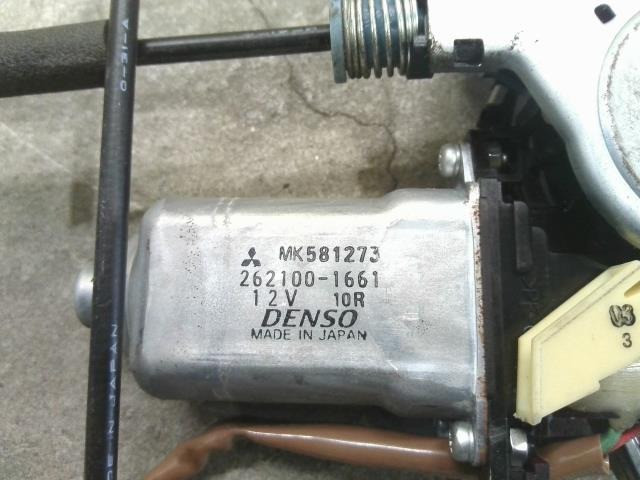 MK581273
262100-1661
12V 10R
DENSO
MADE IN JAPAN
03
3